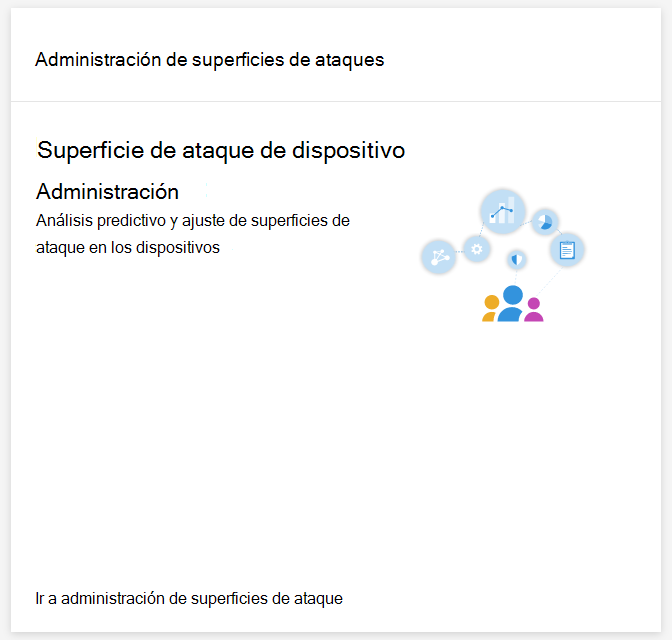 Administración de superficies de ataques
Superficie de ataque de dispositivo
Administración
Análisis predictivo y ajuste de superficies de
ataque en los dispositivos
Ir a administración de superficies de ataque